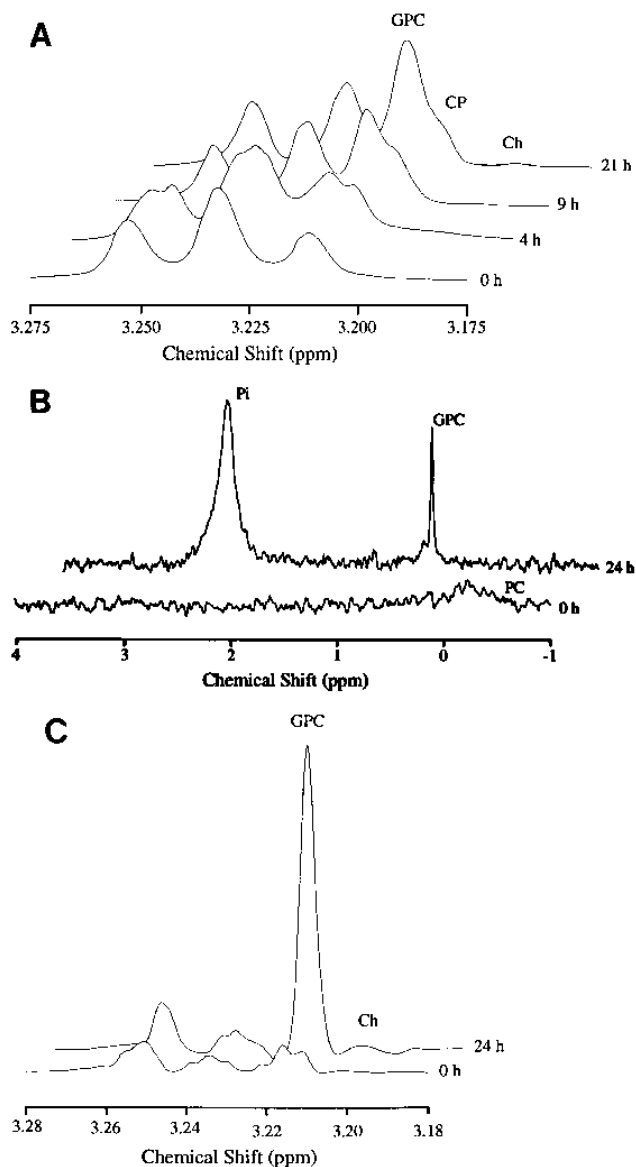 A
GPC
CP
Ch
21 h
9 h
4 h
0 h
3.275 3.250 3.225 3.200 3.175
Chemical Shift (ppm)
B
Pi
GPC
24 h
PC
0 h
4 3 2 1 0 -1
Chemical Shift (ppm)
C
GPC
Ch
24 h
0 h
3.28 3.26 3.24 3.22 3.20 3.18
Chemical Shift (ppm)